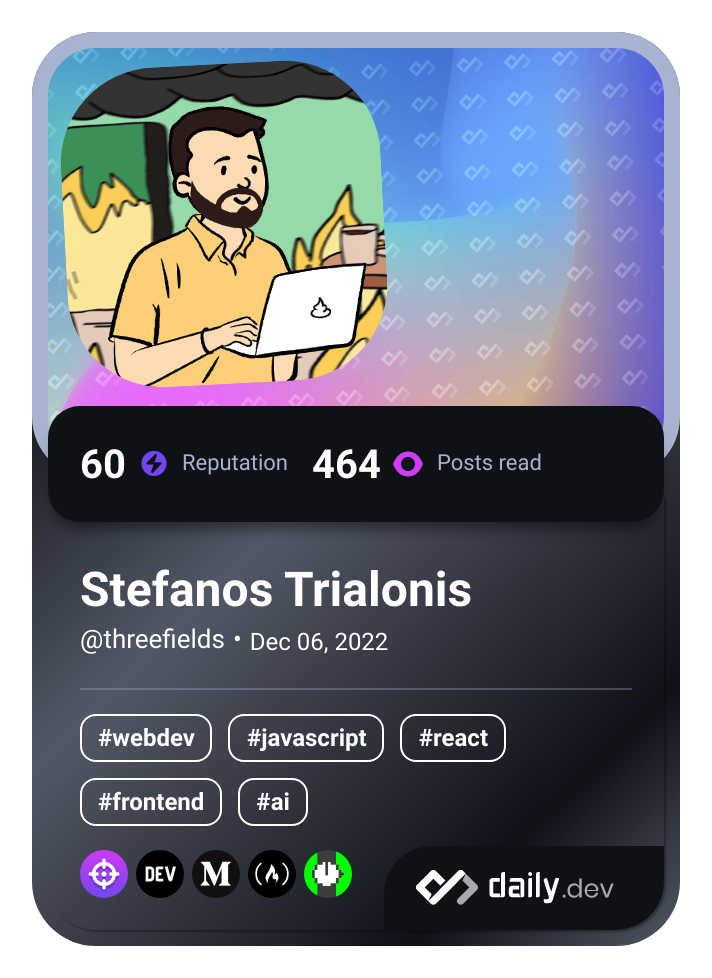 60 Reputation 464 Posts read
Stefanos Trialonis
@threefields • Dec 06, 2022
#webdev #javascript #react
#frontend #ai
DEV M
daily.dev